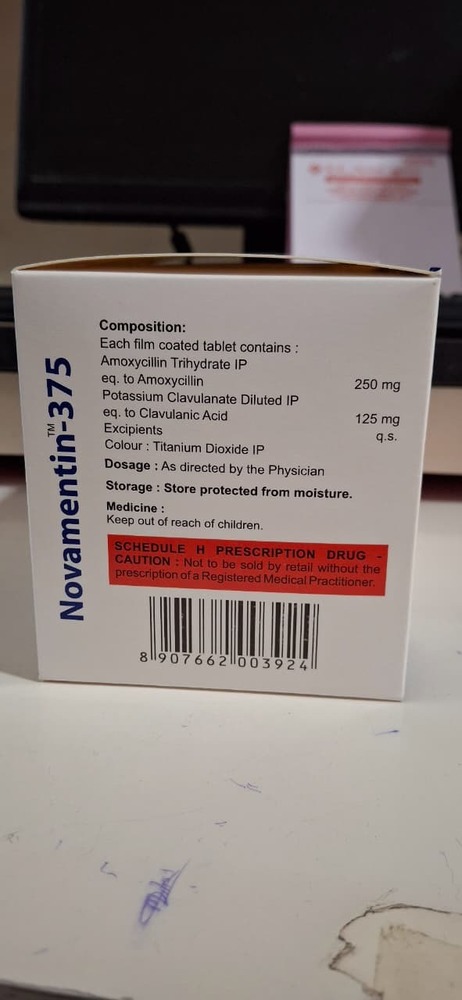 Novamentin™-375
Composition:
Each film coated tablet contains :
Amoxycillin Trihydrate IP
eq. to Amoxycillin 250 mg
Potassium Clavulanate Diluted IP
eq. to Clavulanic Acid 125 mg
Excipients q.s.
Colour : Titanium Dioxide IP
Dosage : As directed by the Physician
Storage : Store protected from moisture.
Medicine :
Keep out of reach of children.
SCHEDULE H PRESCRIPTION DRUG -
CAUTION : Not to be sold by retail without the
prescription of a Registered Medical Practitioner.
8 907662 003924